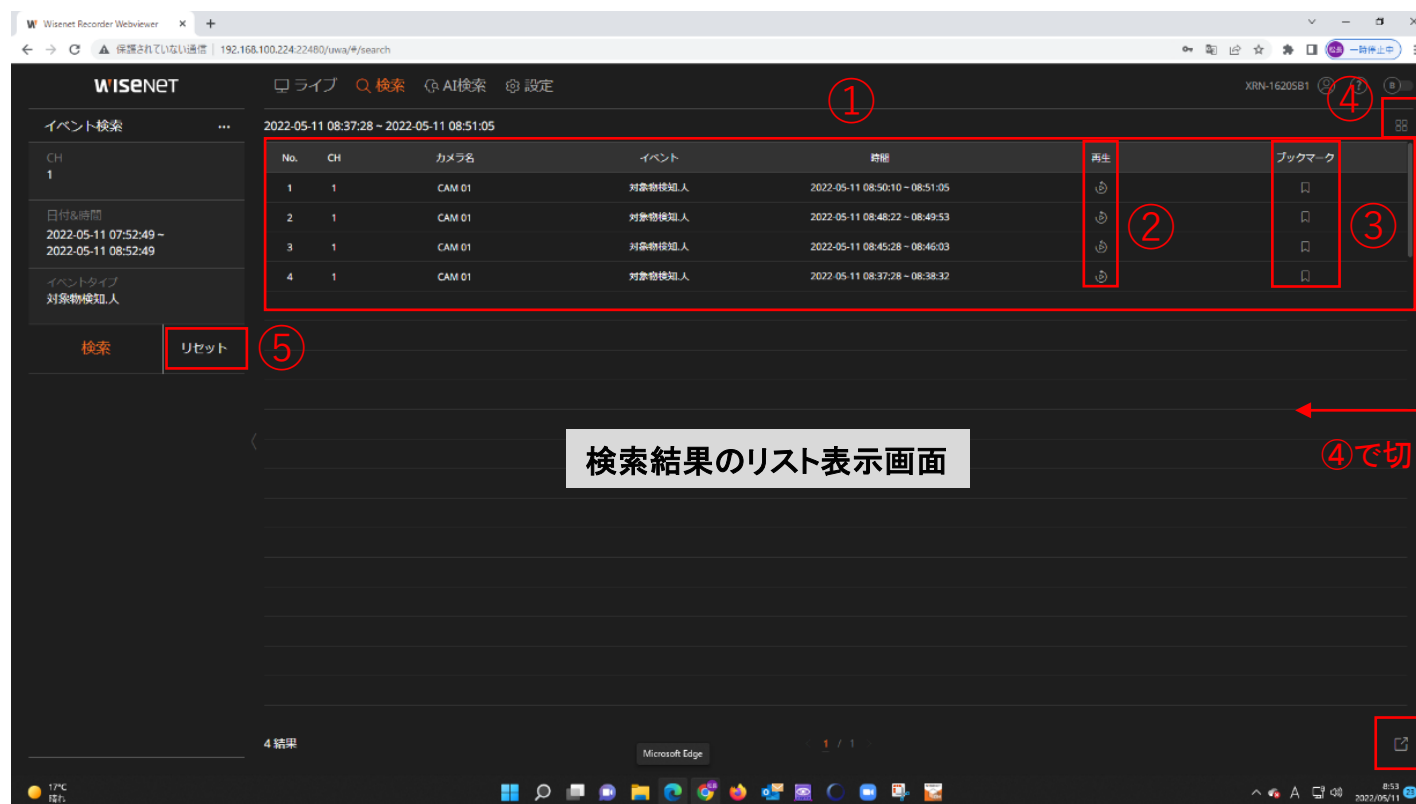 Wisenet Recorder Webviewer
保護されていない通信 192.168.100.224:22480/uwa/#/search
一時停止中
WISENET
ライブ 検索 AI検索 設定
XRN-1620SB1
①
④
イベント検索 ...
2022-05-11 08:37:28 ~ 2022-05-11 08:51:05
CH
1
日付&時間
2022-05-11 07:52:49 ~
2022-05-11 08:52:49
イベントタイプ
対象物検知.人
検索 リセット
⑤
No. CH カメラ名 イベント 時間 再生 ブックマーク
1 1 CAM 01 対象物検知.人 2022-05-11 08:50:10 ~ 08:51:05
2 1 CAM 01 対象物検知.人 2022-05-11 08:48:22 ~ 08:49:53
3 1 CAM 01 対象物検知.人 2022-05-11 08:45:28 ~ 08:46:03
4 1 CAM 01 対象物検知.人 2022-05-11 08:37:28 ~ 08:38:32
②
③
検索結果のリスト表示画面
④で切
4 結果
1 / 1
Microsoft Edge
17°C
晴れ
A
8:53
2022/05/11